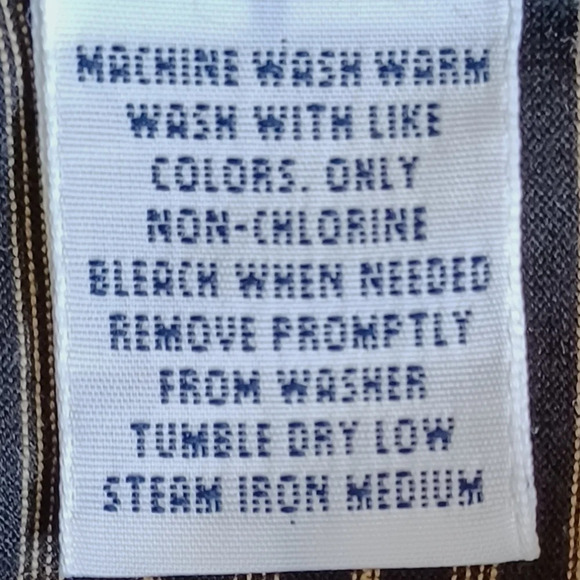 MACHINE WASH WARM
WASH WITH LIKE
COLORS. ONLY
NON-CHLORINE
BLEACH WHEN NEEDED
REMOVE PROMPTLY
FROM WASHER
TUMBLE DRY LOW
STEAM IRON MEDIUM